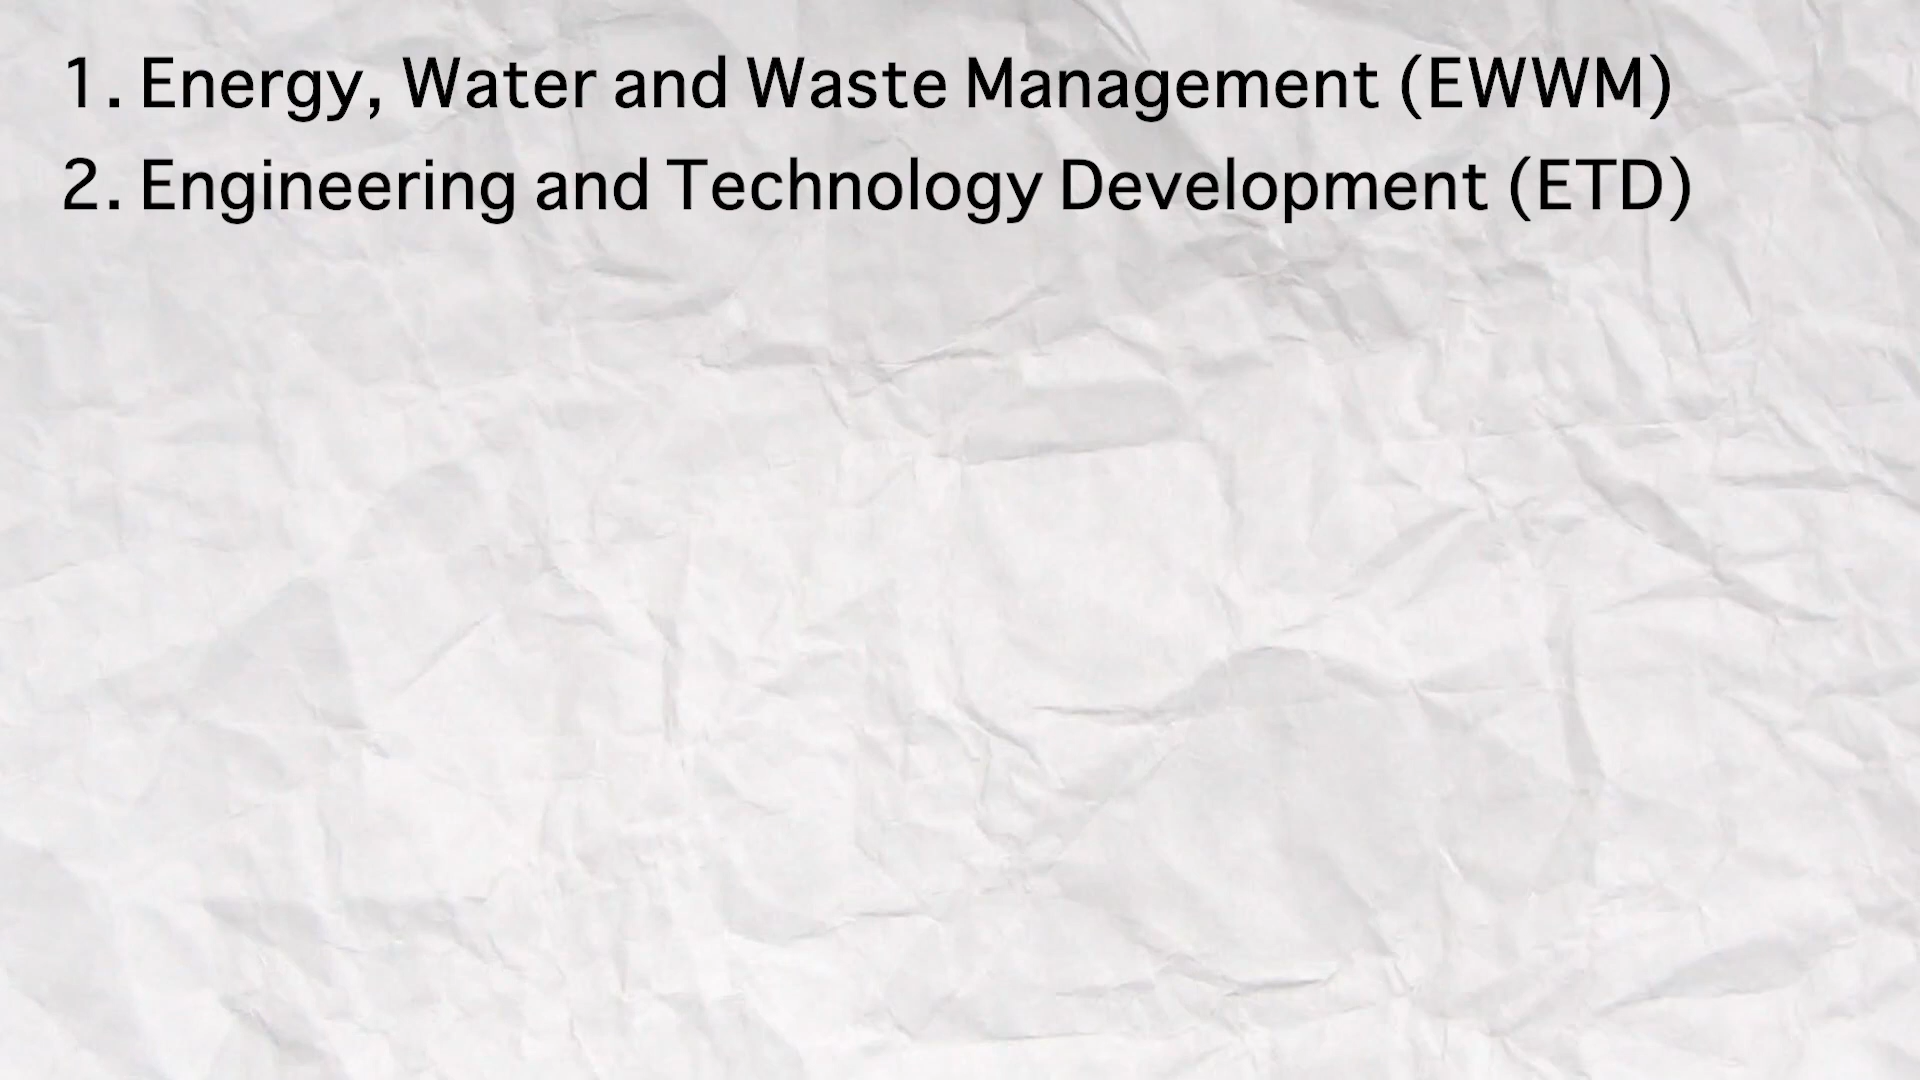 1. Energy, Water and Waste Management (EWWM)
2. Engineering and Technology Development (ETD)